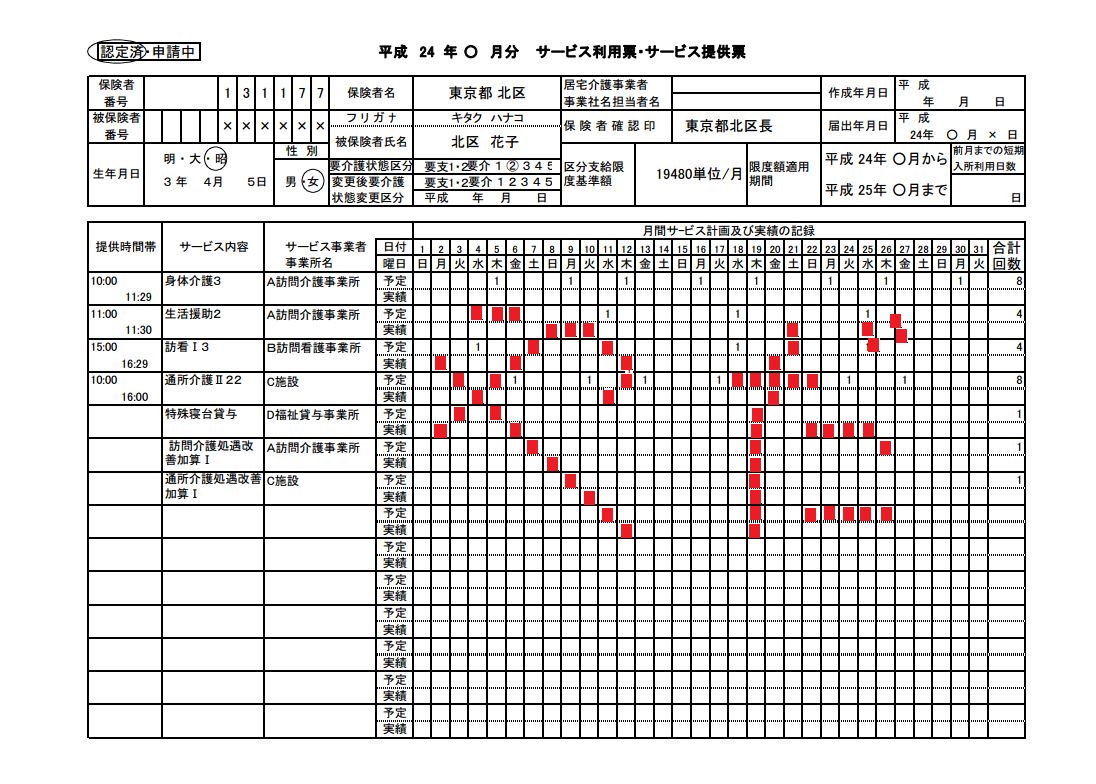 認定済・申請中
平成 24 年 〇 月分 サービス利用票・サービス提供票
保険者番号 1 3 1 1 7 7 保険者名 東京都 北区 居宅介護事業者事業社名担当者名 作成年月日 平 成 年 月 日
被保険者番号 × × × × × × フリガナ キタク ハナコ 保険者確認印 東京都北区長 届出年月日 平 成 24年 〇 月 × 日
被保険者氏名 北区 花子
生年月日 明・大・昭 3 年 4月 5日 性 別 男・女
要介護状態区分 要支1・2要介 1 ② 3 4 5
変更後要介護状態変更区分 要支1・2要介 1 2 3 4 5
平成 年 月 日
区分支給限度基準額 19480単位/月 限度額適用期間 平成 24年 〇月から
平成 25年 〇月まで
前月までの短期入所利用日数 日
提供時間帯 サービス内容 サービス事業者事業所名 月間サービス計画及び実績の記録
日付 1 2 3 4 5 6 7 8 9 10 11 12 13 14 15 16 17 18 19 20 21 22 23 24 25 26 27 28 29 30 31 合計回数
曜日 日 月 火 水 木 金 土 日 月 火 水 木 金 土 日 月 火 水 木 金 土 日 月 火 水 木 金 土 日 月 火
10:00 身体介護3 A訪問介護事業所 予定 1 1 1 1 1 1 1 1 8
11:29 実績
11:00 生活援助2 A訪問介護事業所 予定 1 1 1 4
11:30 実績
15:00 訪看Ⅰ3 B訪問看護事業所 予定 1 1 4
16:29 実績
10:00 通所介護Ⅱ22 C施設 予定 1 1 1 1 1 1 8
16:00 実績
特殊寝台貸与 D福祉貸与事業所 予定 1
実績
訪問介護処遇改善加算Ⅰ A訪問介護事業所 予定 1
実績
通所介護処遇改善加算Ⅰ C施設 予定 1
実績
予定
実績
予定
実績
予定
実績
予定
実績
予定
実績
予定
実績
予定
実績